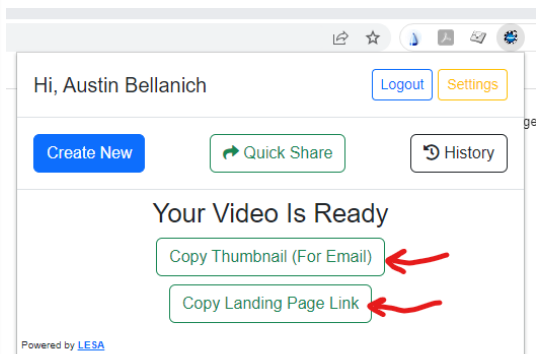 Hi, Austin Bellanich
Logout
Settings
ge
Create New
Quick Share
History
Your Video Is Ready
Copy Thumbnail (For Email)
Copy Landing Page Link
Powered by LESA